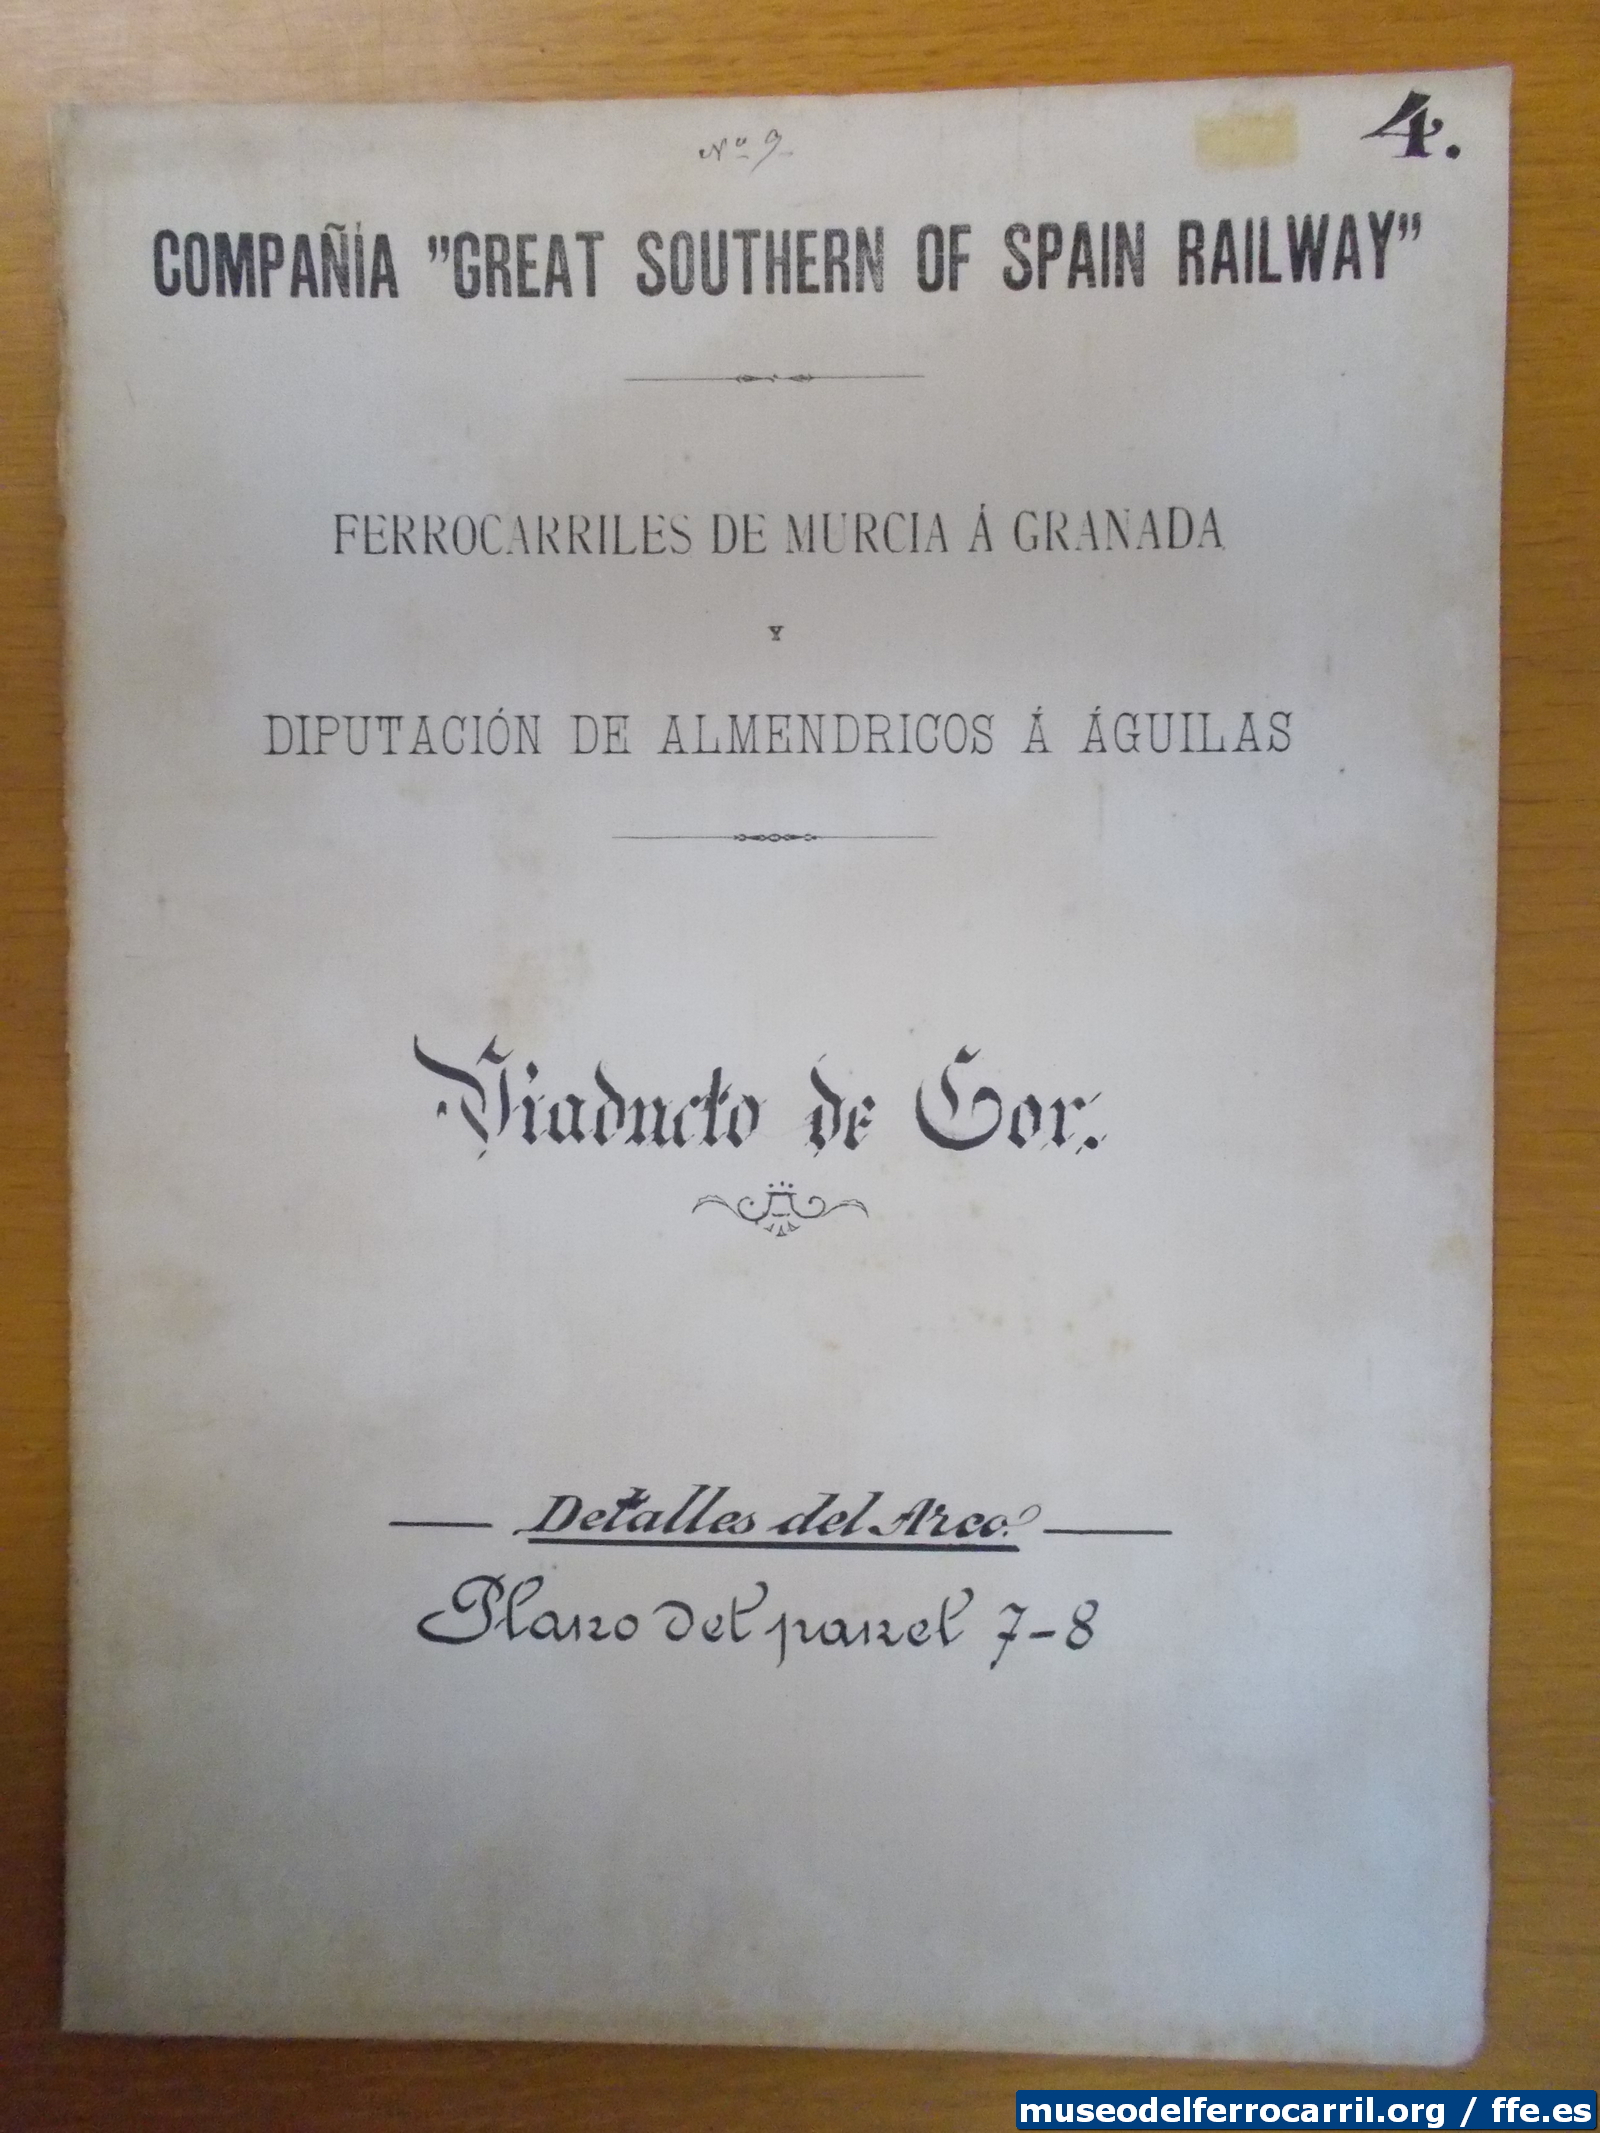 Nº 9
4.
COMPAÑÍA "GREAT SOUTHERN OF SPAIN RAILWAY"
FERROCARRILES DE MURCIA Á GRANADA
Y
DIPUTACIÓN DE ALMENDRICOS Á ÁGUILAS
Viaducto de Gor.
Detalles del Arco.
Plano del panel 7-8
museodelferrocarril.org / ffe.es